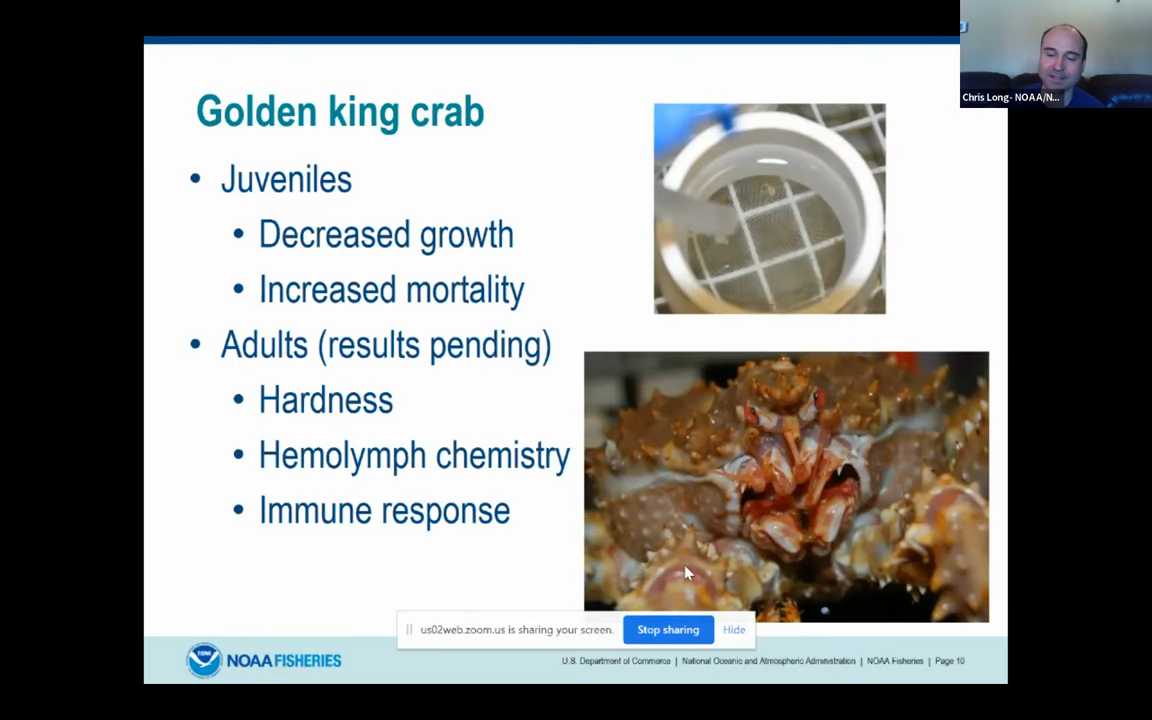 Chris Long- NOAA/N...
Golden king crab
• Juveniles
• Decreased growth
• Increased mortality
• Adults (results pending)
• Hardness
• Hemolymph chemistry
• Immune response
us02web.zoom.us is sharing your screen.
Stop sharing
Hide
NOAA FISHERIES
U.S. Department of Commerce | National Oceanic and Atmospheric Administration | NOAA Fisheries | Page 10